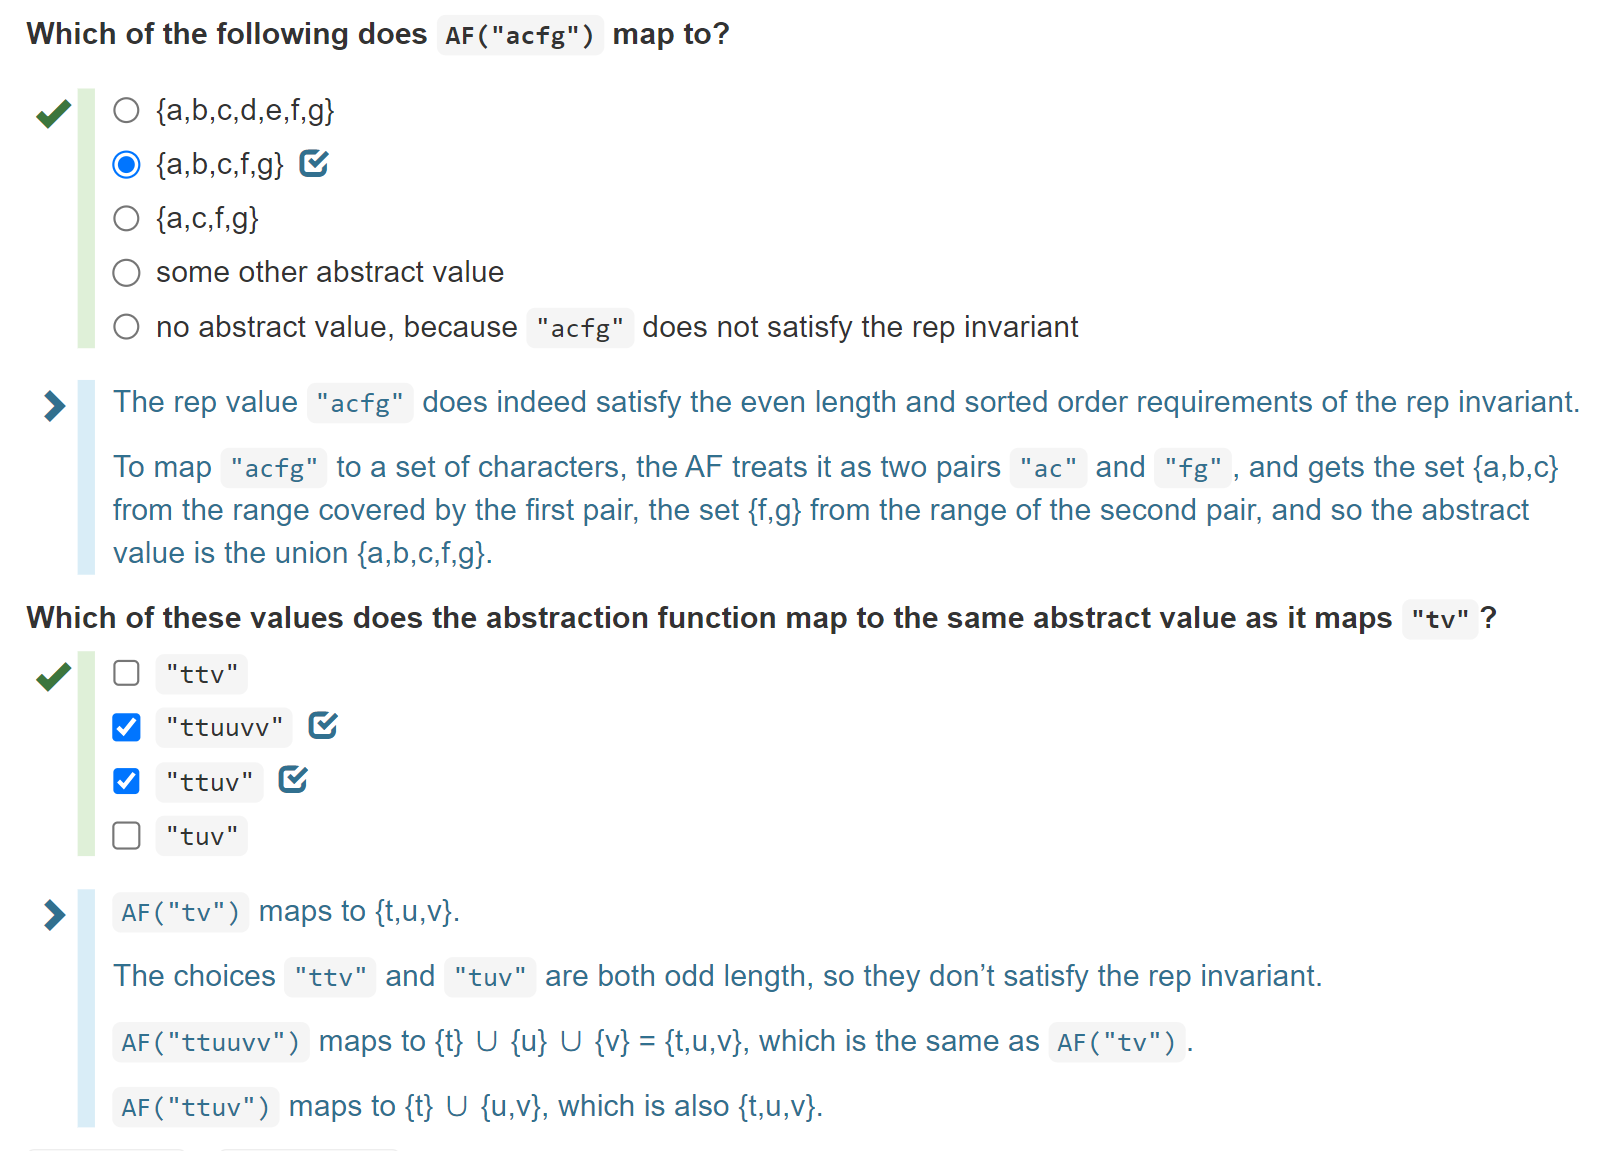 Which of the following does AF("acfg") map to?
{a,b,c,d,e,f,g}
{a,b,c,f,g}
{a,c,f,g}
some other abstract value
no abstract value, because "acfg" does not satisfy the rep invariant
The rep value "acfg" does indeed satisfy the even length and sorted order requirements of the rep invariant.
To map "acfg" to a set of characters, the AF treats it as two pairs "ac" and "fg", and gets the set {a,b,c}
from the range covered by the first pair, the set {f,g} from the range of the second pair, and so the abstract
value is the union {a,b,c,f,g}.
Which of these values does the abstraction function map to the same abstract value as it maps "tv"?
"ttv"
"ttuuvv"
"ttuv"
"tuv"
AF("tv") maps to {t,u,v}.
The choices "ttv" and "tuv" are both odd length, so they don’t satisfy the rep invariant.
AF("ttuuvv") maps to {t} ∪ {u} ∪ {v} = {t,u,v}, which is the same as AF("tv").
AF("ttuv") maps to {t} ∪ {u,v}, which is also {t,u,v}.